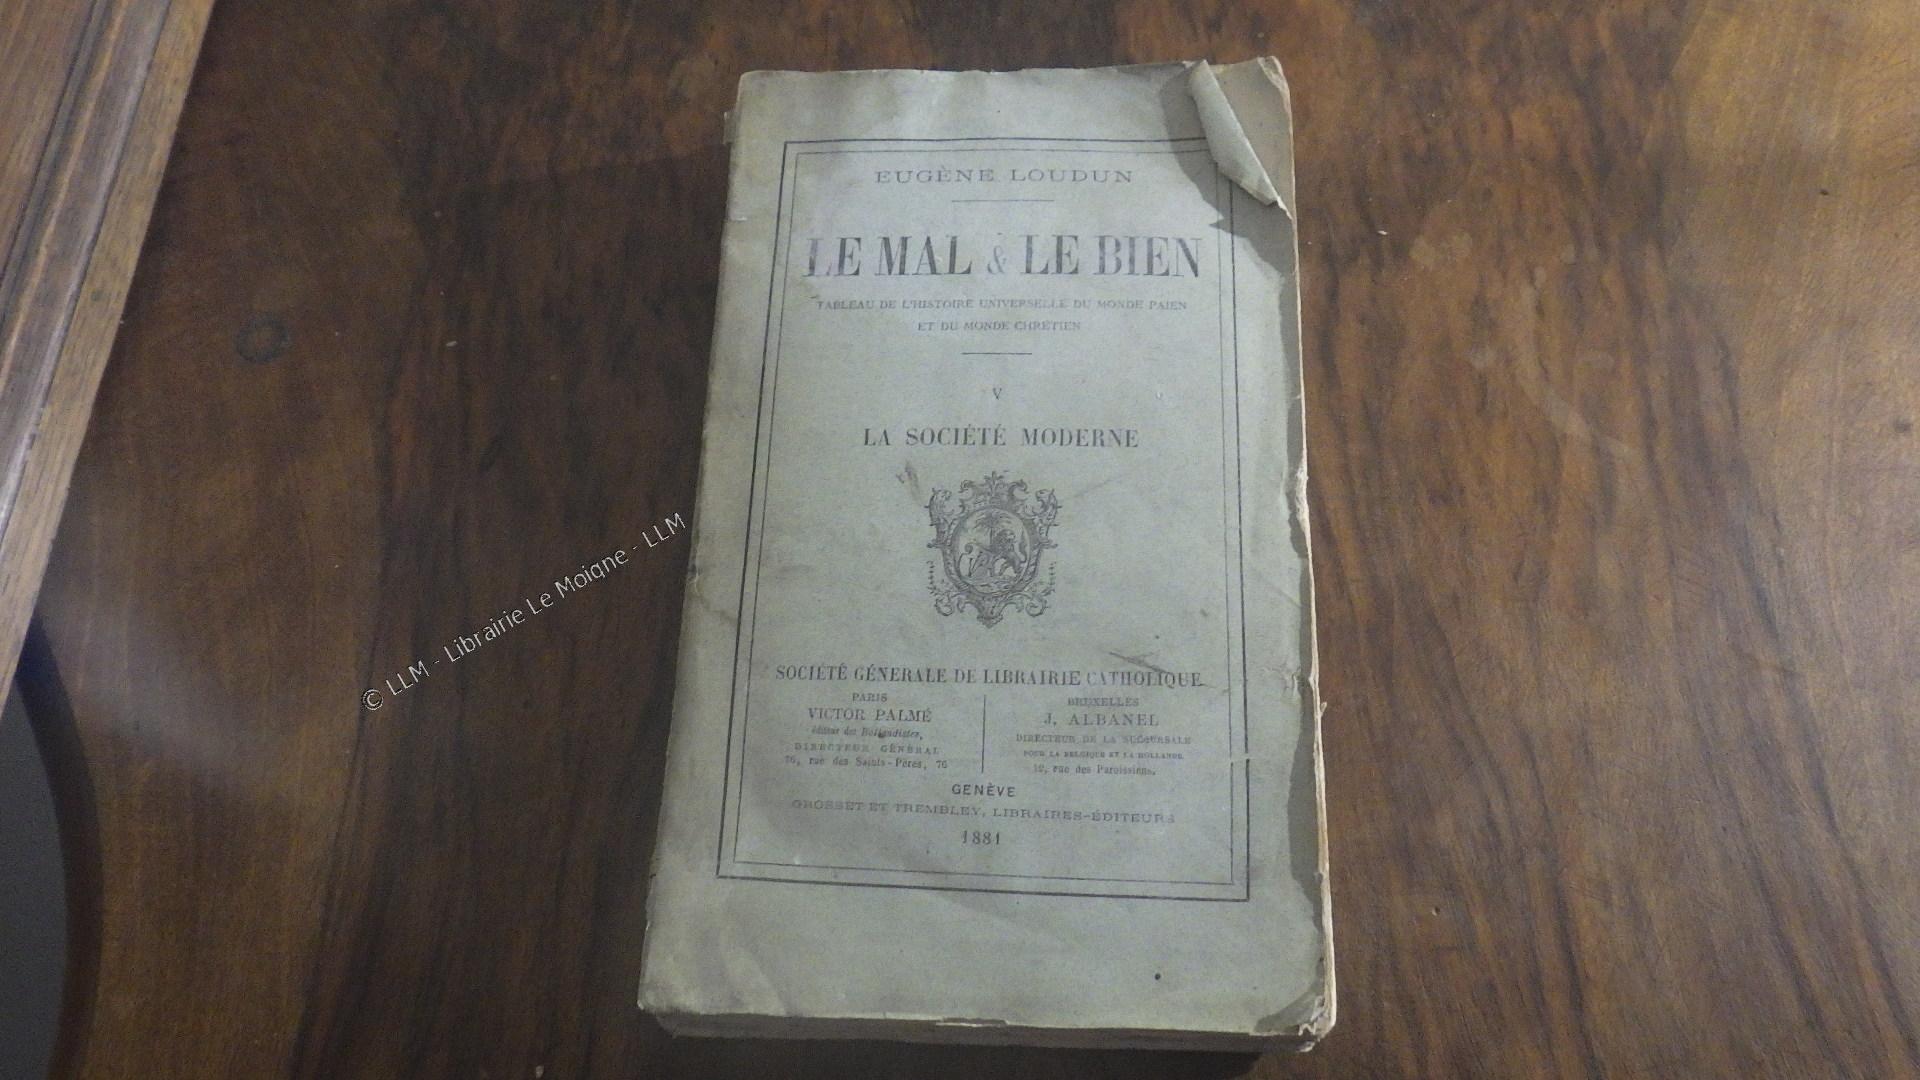 EUGÈNE LOUDUN
LE MAL & LE BIEN
TABLEAU DE L'HISTOIRE UNIVERSELLE DU MONDE PAIEN
ET DU MONDE CHRÉTIEN
V
LA SOCIÉTÉ MODERNE
SOCIÉTÉ GÉNÉRALE DE LIBRAIRIE CATHOLIQUE
PARIS
VICTOR PALMÉ
éditeur des Bollandistes,
DIRECTEUR GÉNÉRAL
76, rue des Saints-Pères, 76
BRUXELLES
J. ALBANEL
DIRECTEUR DE LA SUCCURSALE
POUR LA BELGIQUE ET LA HOLLANDE
rue des Paroissiens,
GENÈVE
GROSSET ET TREMBLEY, LIBRAIRES-ÉDITEURS
1881
© LLM - Librairie Le Moigne - LLM